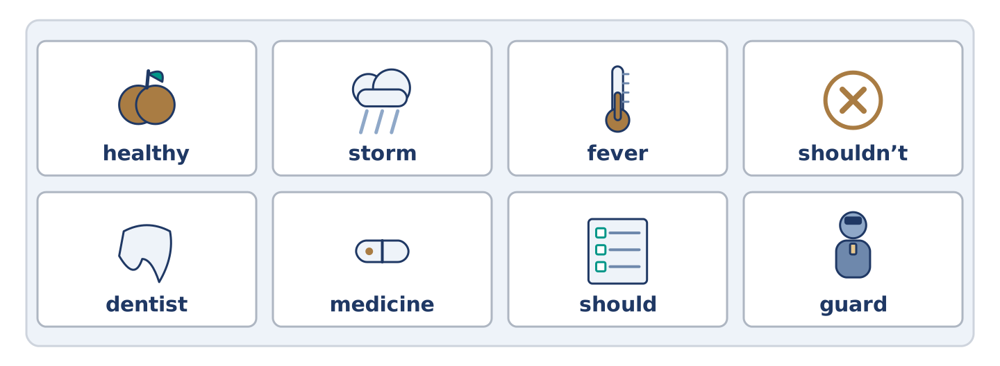 healthy
storm
fever
shouldn’t
dentist
medicine
should
guard